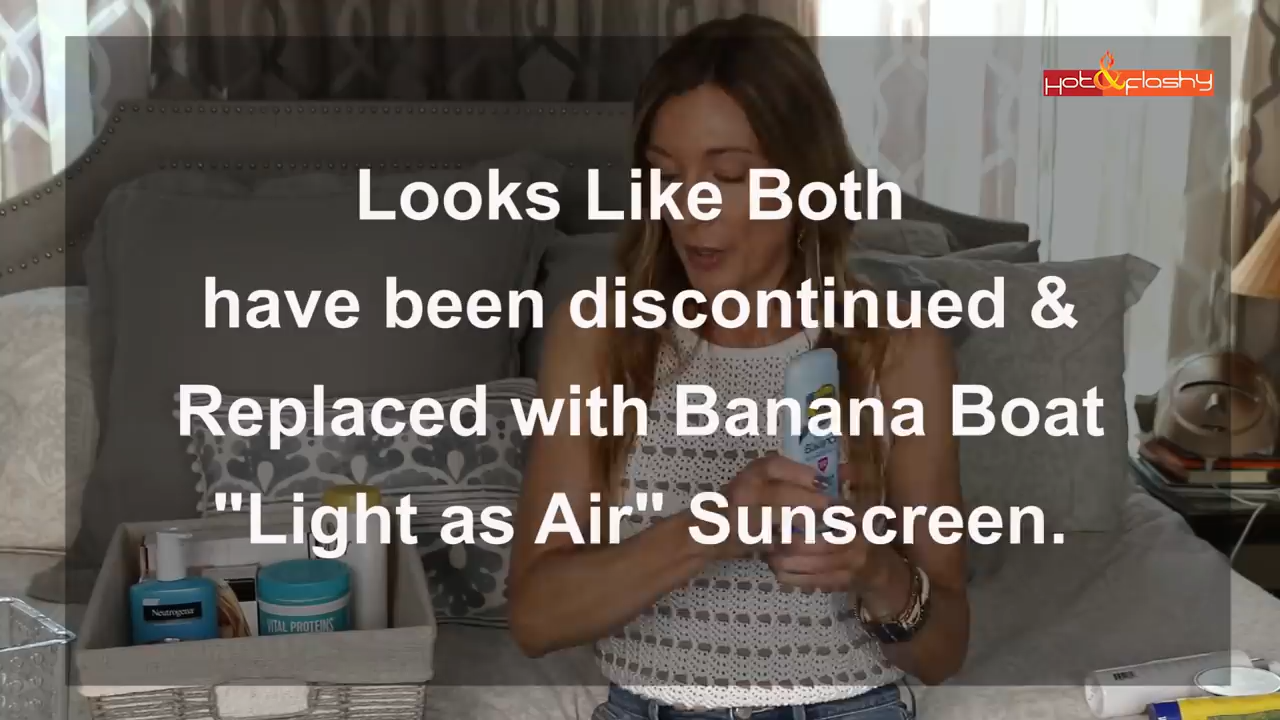 Hot & Flashy
Looks Like Both
have been discontinued &
Replaced with Banana Boat
"Light as Air" Sunscreen.
Neutrogena
VITAL PROTEINS